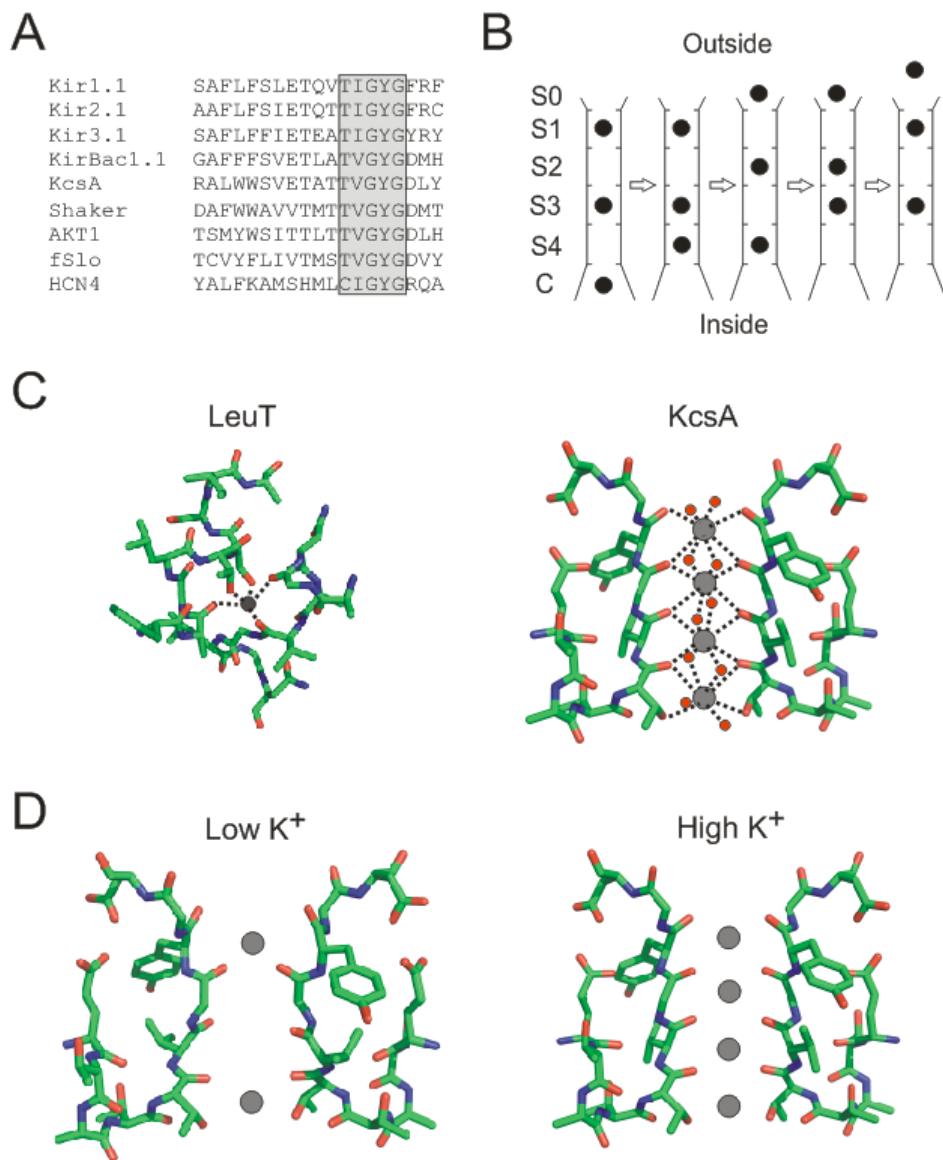 A
Kir1.1 SAFLFSLETQVTIGYGFRF
Kir2.1 AAFLFSIETQTTIGYGFRC
Kir3.1 SAFLFFIETEATIGYGYRY
KirBac1.1 GAFFFSVETLATVGYGDMH
KcsA RALWWSVETATTVGYGDLY
Shaker DAFWWAVVTMTTVGYGDMT
AKT1 TSMYWSITTLTTVGYGDLH
fSlo TCVYFLIVTMSTVGYGDVY
HCN4 YALFKAMSHMLCIGYGRQA
B
Outside
S0
S1
S2
S3
S4
C
Inside
C
LeuT
KcsA
D
Low K⁺
High K⁺